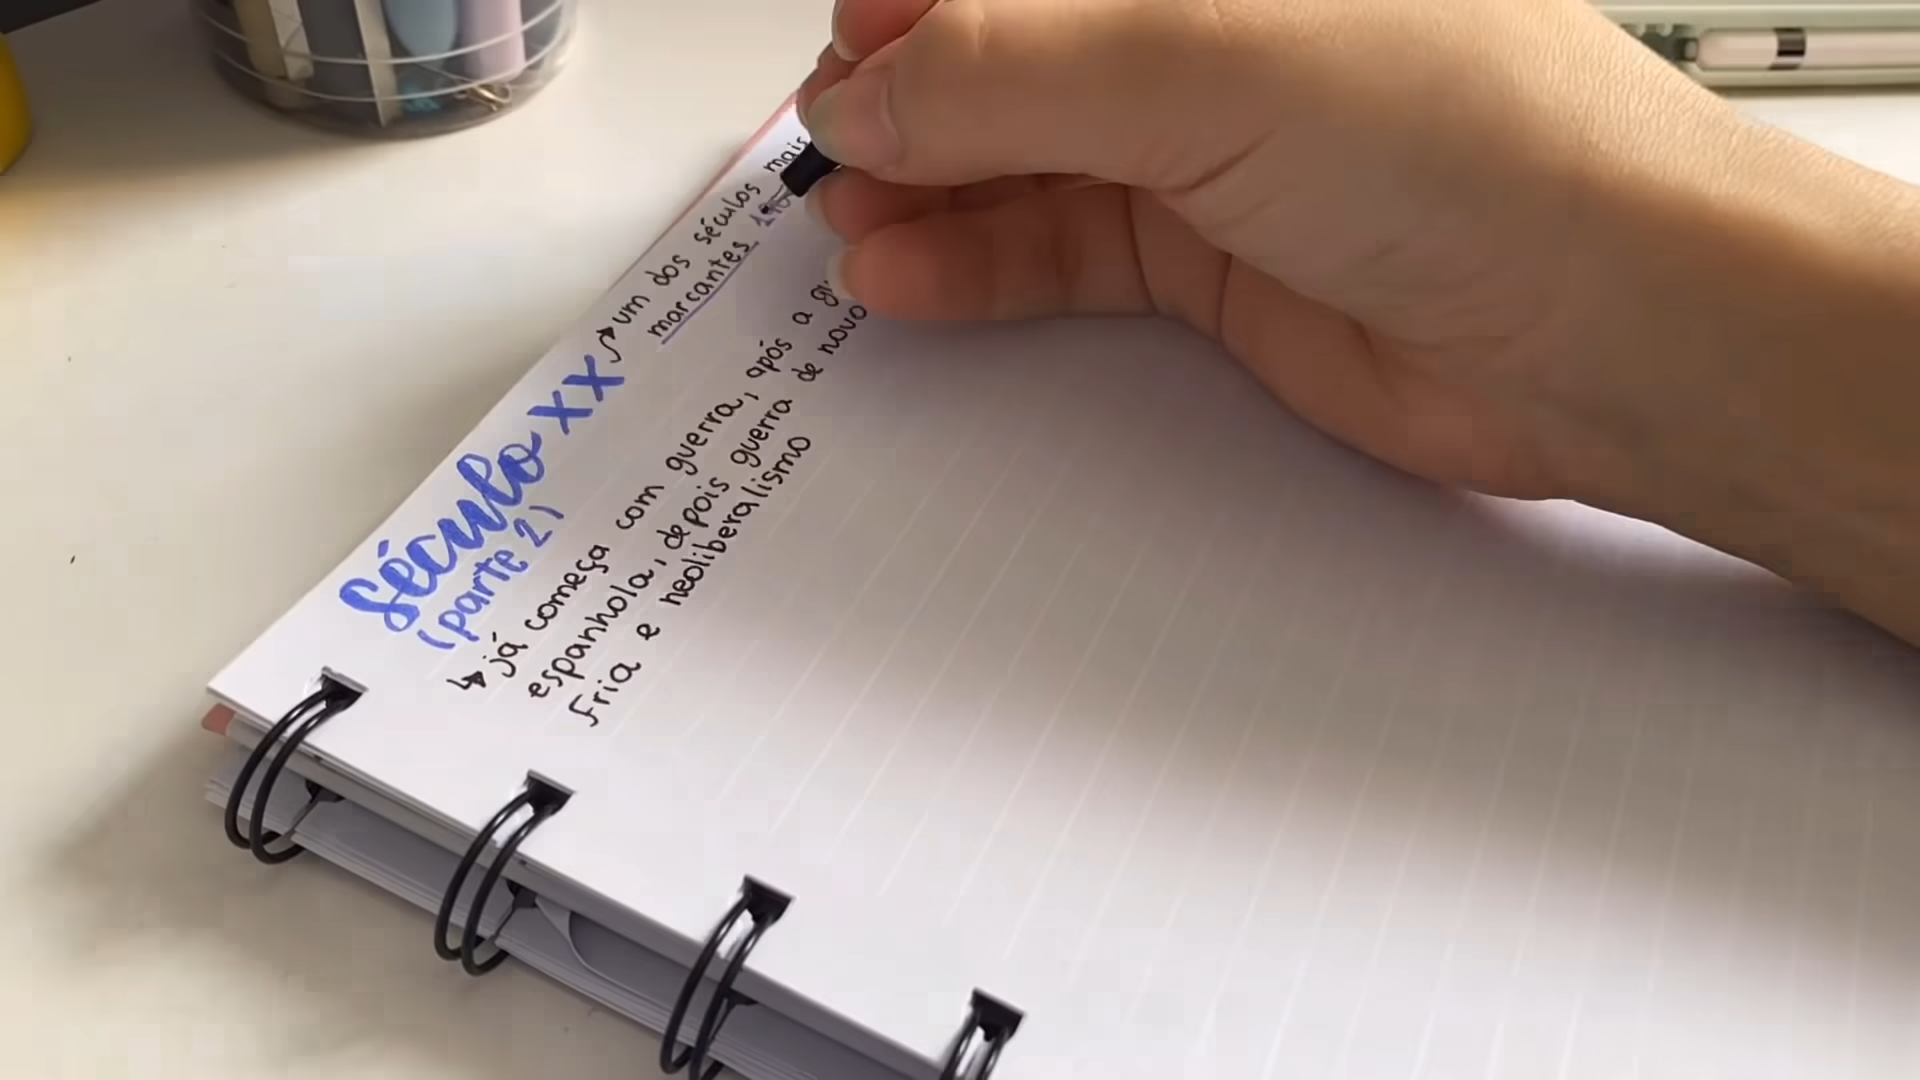 Século XX
(parte 2)
↝ um dos séculos mais
marcantes
↳ já começa com guerra, após a
espanhola, depois guerra de novo
fria e neoliberalismo